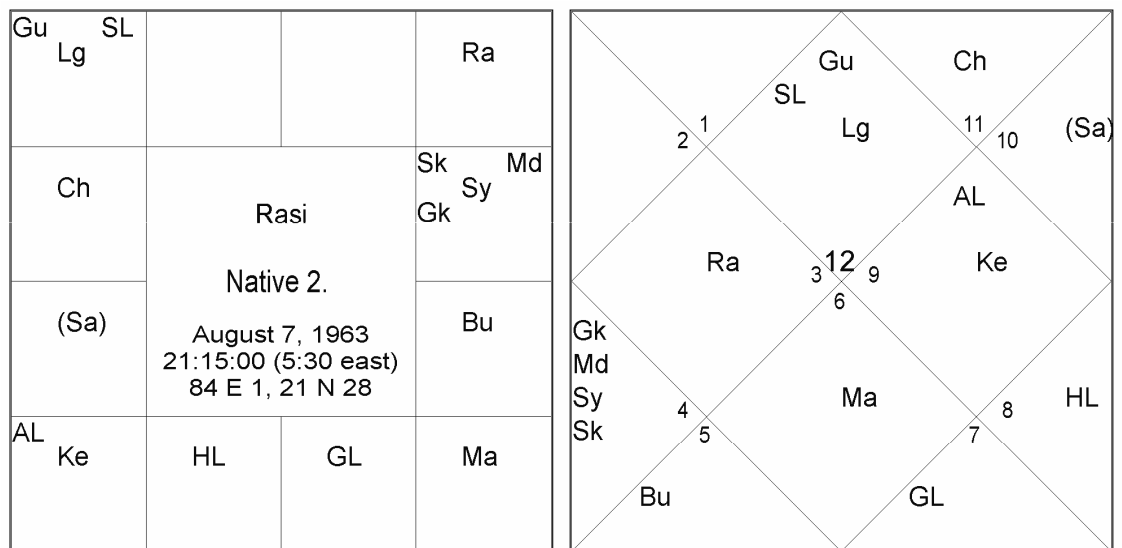 Gu SL
Lg
Ra
Ch
Sk Md
Sy
Gk
Rasi
Native 2.
August 7, 1963
21:15:00 (5:30 east)
84 E 1, 21 N 28
(Sa)
Bu
AL
Ke
HL
GL
Ma
Gu
SL
Lg
Ch
(Sa)
1
2
11
10
AL
Ra
3
12
9
Ke
6
Gk
Md
Sy
Sk
4
5
Ma
8
7
HL
Bu
GL